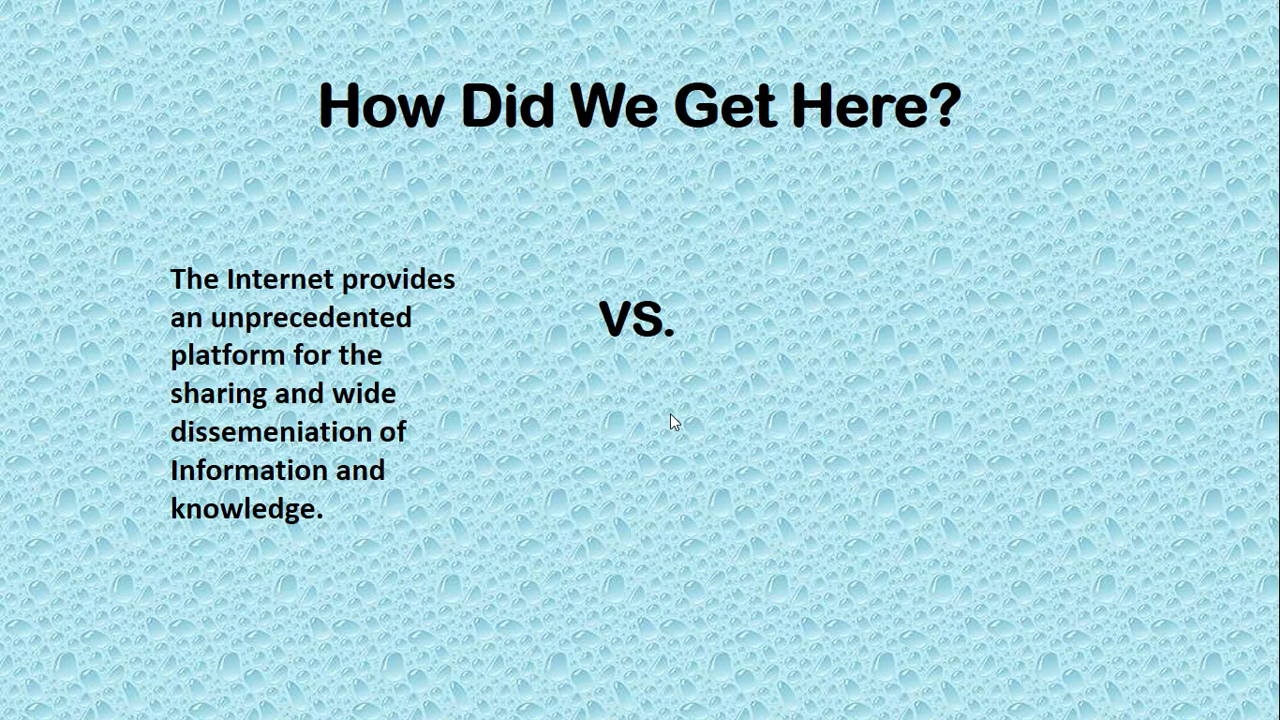 How Did We Get Here?
The Internet provides
an unprecedented
platform for the
sharing and wide
dissemeniation of
Information and
knowledge.
VS.